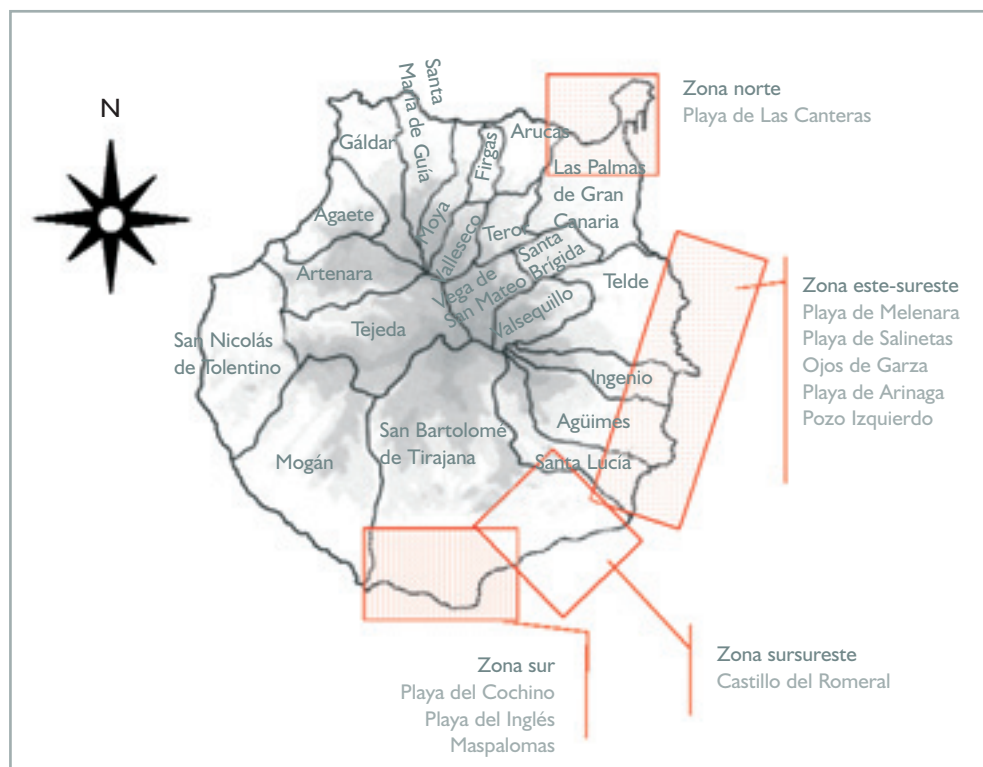 N
Santa
María de Guía
Gáldar
Agaete
Moya
Firgas
Arucas
Las Palmas
de Gran
Canaria
Valleseco
Teror
Santa
Brígida
Artenara
Vega de
San Mateo
Telde
Valsequillo
Tejeda
San Nicolás
de Tolentino
Ingenio
Agüimes
San Bartolomé
de Tirajana
Santa Lucía
Mogán
Zona norte
Playa de Las Canteras
Zona este-sureste
Playa de Melenara
Playa de Salinetas
Ojos de Garza
Playa de Arinaga
Pozo Izquierdo
Zona sursureste
Castillo del Romeral
Zona sur
Playa del Cochino
Playa del Inglés
Maspalomas